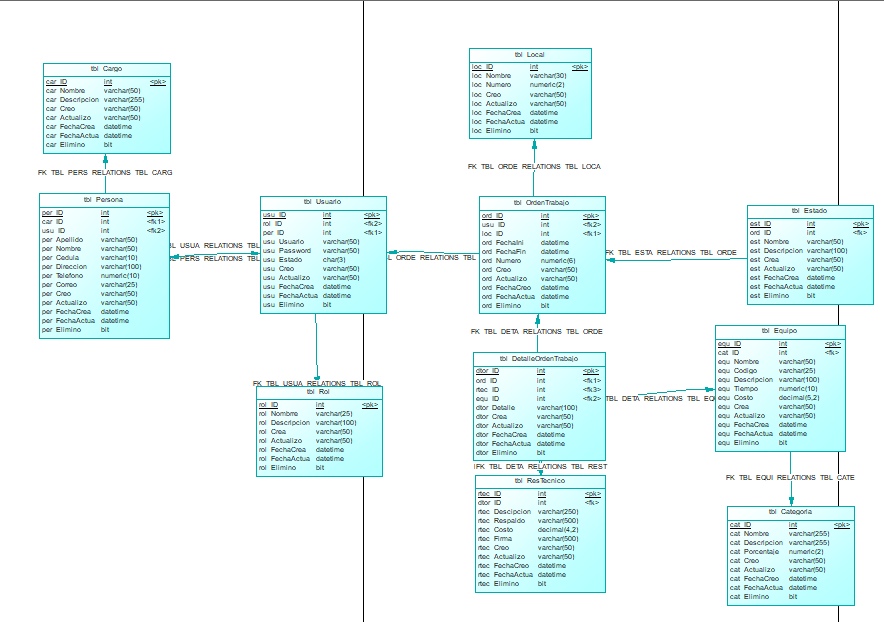 tbl_Cargo
car_ID int <pk>
car_Nombre varchar(50)
car_Descripcion varchar(255)
car_Creo varchar(50)
car_Actualizo varchar(50)
car_FechaCrea datetime
car_FechaActua datetime
car_Elimino bit
FK_TBL_PERS_RELATIONS_TBL_CARG
tbl_Persona
per_ID int <pk>
car_ID int <fk1>
usu_ID int <fk2>
per_Apellido varchar(50)
per_Nombre varchar(50)
per_Cedula varchar(10)
per_Direccion varchar(100)
per_Telefono numeric(10)
per_Correo varchar(25)
per_Creo varchar(50)
per_Actualizo varchar(50)
per_FechaCrea datetime
per_FechaActua datetime
per_Elimino bit
BL_USUA_RELATIONS_TBL
BL_PERS_RELATIONS_TBL
tbl_Usuario
usu_ID int <pk>
rol_ID int <fk2>
per_ID int <fk1>
usu_Usuario varchar(50)
usu_Password varchar(50)
usu_Estado char(3)
usu_Creo varchar(50)
usu_Actualizo varchar(50)
usu_FechaCreo datetime
usu_FechaActua datetime
usu_Elimino bit
FK_TBL_USUA_RELATIONS_TBL_ROL
tbl_Rol
rol_ID int <pk>
rol_Nombre varchar(25)
rol_Descripcion varchar(100)
rol_Crea varchar(50)
rol_Actualizo varchar(50)
rol_FechaCreo datetime
rol_FechaActua datetime
rol_Elimino bit
L_ORDE_RELATIONS_TBL
tbl_Local
loc_ID int <pk>
loc_Nombre varchar(30)
loc_Numero numeric(2)
loc_Creo varchar(50)
loc_Actualizo varchar(50)
loc_FechaCrea datetime
loc_FechaActua datetime
loc_Elimino bit
FK_TBL_ORDE_RELATIONS_TBL_LOCA
tbl_OrdenTrabajo
ord_ID int <pk>
usu_ID int <fk2>
loc_ID int <fk1>
ord_FechaIni datetime
ord_FechaFin datetime
ord_Numero numeric(6)
ord_Creo varchar(50)
ord_Actualizo varchar(50)
ord_FechaCreo datetime
ord_FechaActua datetime
ord_Elimino bit
FK_TBL_ESTA_RELATIONS_TBL_ORDE
FK_TBL_DETA_RELATIONS_TBL_ORDE
tbl_DetalleOrdenTrabajo
dtor_ID int <pk>
ord_ID int <fk1>
rtec_ID int <fk3>
equ_ID int <fk2>
dtor_Detalle varchar(100)
dtor_Crea varchar(50)
dtor_Actualizo varchar(50)
dtor_FechaCrea datetime
dtor_FechaActua datetime
dtor_Elimino bit
TBL_DETA_RELATIONS_TBL_EQ
FK_TBL_DETA_RELATIONS_TBL_REST
tbl_ResTecnico
rtec_ID int <pk>
dtor_ID int <fk>
rtec_Descipcion varchar(250)
rtec_Respaldo varchar(500)
rtec_Costo decimal(4,2)
rtec_Firma varchar(500)
rtec_Creo varchar(50)
rtec_Actualizo varchar(50)
rtec_FechaCreo datetime
rtec_FechaActua datetime
rtec_Elimino bit
tbl_Estado
est_ID int <pk>
ord_ID int <fk>
est_Nombre varchar(50)
est_Descripcion varchar(100)
est_Crea varchar(50)
est_Actualizo varchar(50)
est_FechaCrea datetime
est_FechaActua datetime
est_Elimino bit
tbl_Equipo
equ_ID int <pk>
cat_ID int <fk>
equ_Nombre varchar(50)
equ_Codigo varchar(25)
equ_Descripcion varchar(100)
equ_Tiempo numeric(10)
equ_Costo decimal(5,2)
equ_Crea varchar(50)
equ_Actualizo varchar(50)
equ_FechaCrea datetime
equ_FechaActua datetime
equ_Elimino bit
FK_TBL_EQUI_RELATIONS_TBL_CATE
tbl_Categoria
cat_ID int <pk>
cat_Nombre varchar(255)
cat_Descripcion varchar(255)
cat_Porcentaje numeric(2)
cat_Creo varchar(50)
cat_Actualizo varchar(50)
cat_FechaCreo datetime
cat_FechaActua datetime
cat_Elimino bit